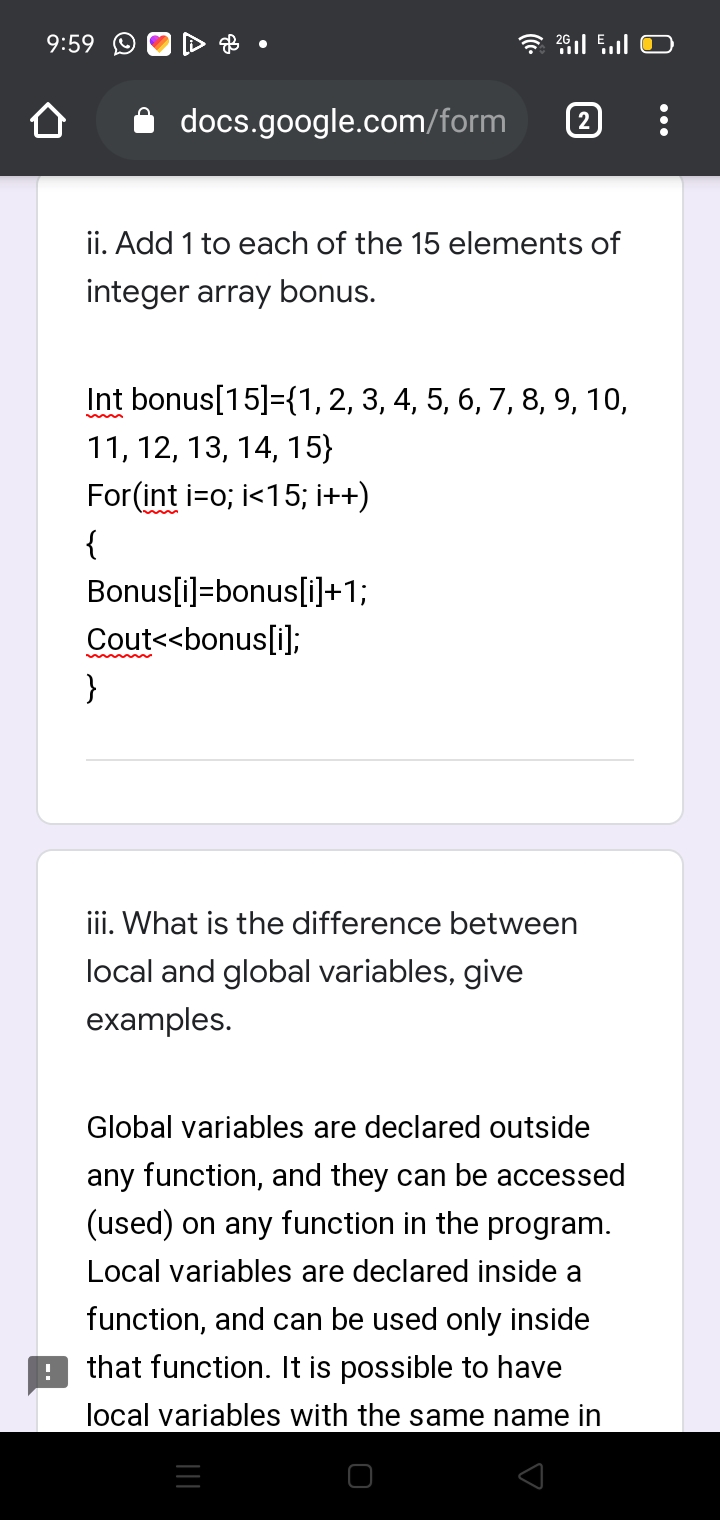 9:59
2G
E
docs.google.com/form
2
ii. Add 1 to each of the 15 elements of
integer array bonus.
Int bonus[15]={1, 2, 3, 4, 5, 6, 7, 8, 9, 10,
11, 12, 13, 14, 15}
For(int i=o; i<15; i++)
{
Bonus[i]=bonus[i]+1;
Cout<<bonus[i];
}
iii. What is the difference between
local and global variables, give
examples.
Global variables are declared outside
any function, and they can be accessed
(used) on any function in the program.
Local variables are declared inside a
function, and can be used only inside
that function. It is possible to have
local variables with the same name in